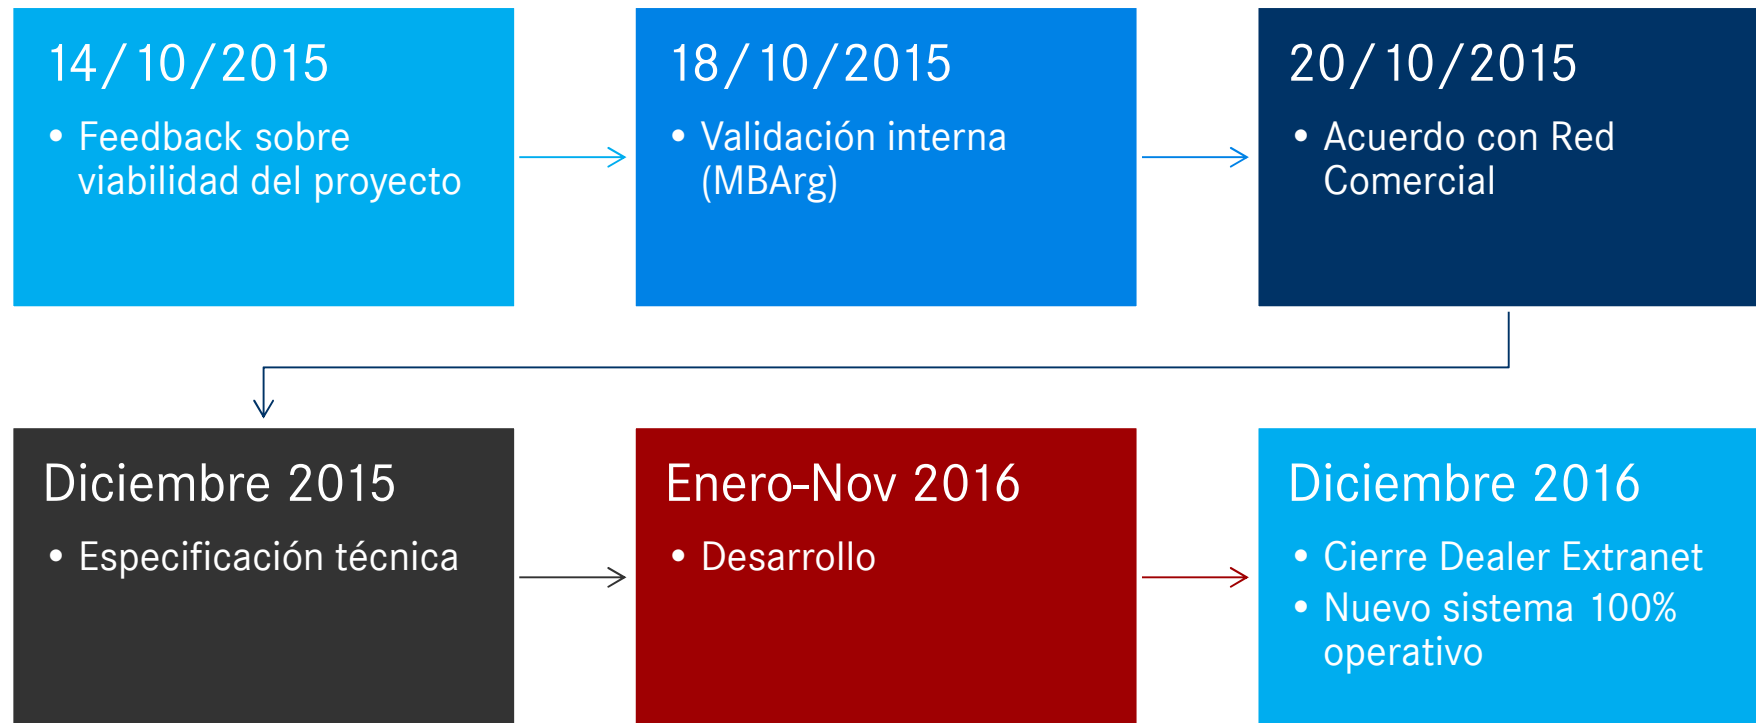 14/10/2015
• Feedback sobre
viabilidad del proyecto
18/10/2015
• Validación interna
(MBArg)
20/10/2015
• Acuerdo con Red
Comercial
Diciembre 2015
• Especificación técnica
Enero-Nov 2016
• Desarrollo
Diciembre 2016
• Cierre Dealer Extranet
• Nuevo sistema 100%
operativo